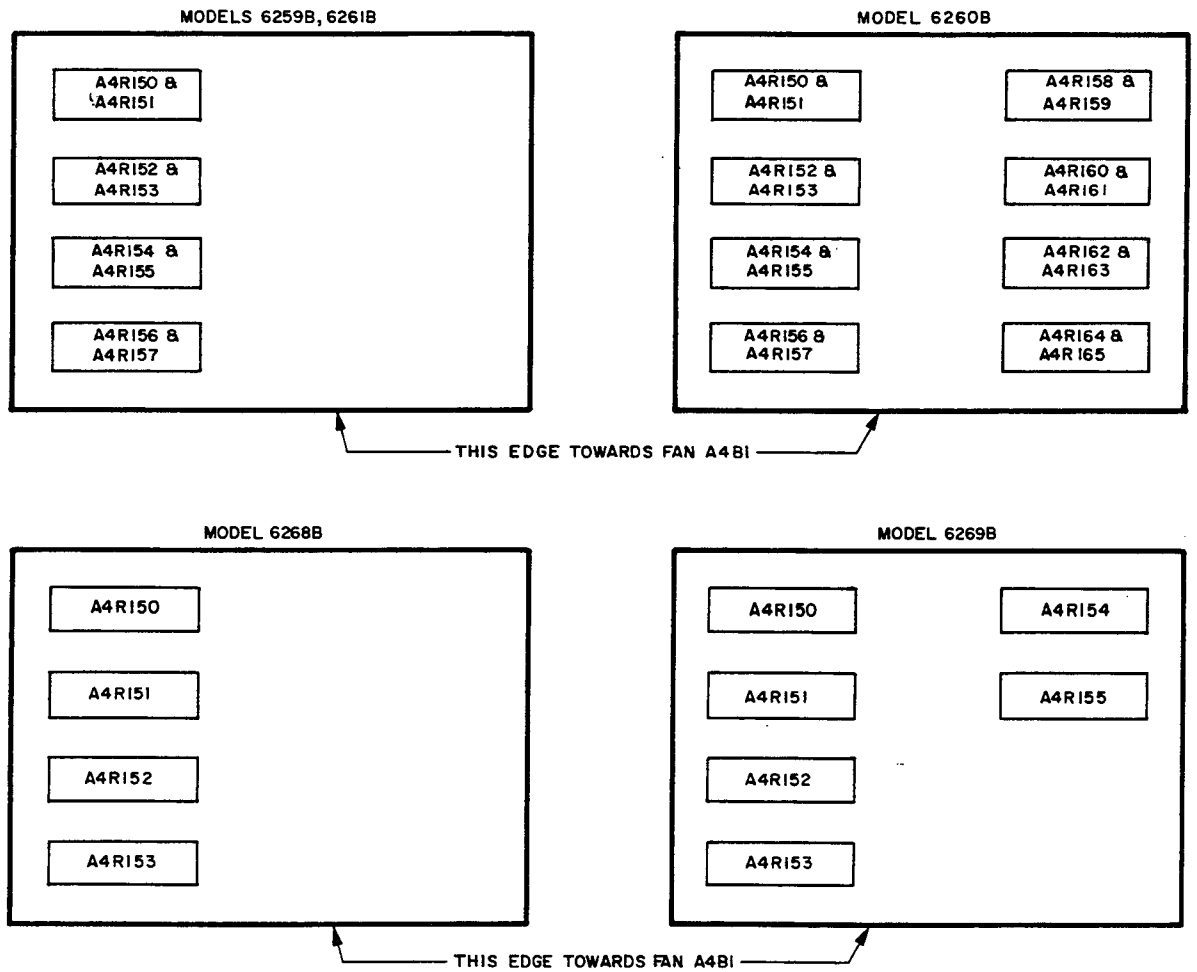 MODELS 6259B, 6261B
A4R150 &
A4R151
A4R152 &
A4R153
A4R154 &
A4R155
A4R156 &
A4R157
MODEL 6260B
A4R150 &
A4R151
A4R158 &
A4R159
A4R152 &
A4R153
A4R160 &
A4R161
A4R154 &
A4R155
A4R162 &
A4R163
A4R156 &
A4R157
A4R164 &
A4R165
THIS EDGE TOWARDS FAN A4B1
MODEL 6268B
A4R150
A4R151
A4R152
A4R153
MODEL 6269B
A4R150
A4R154
A4R151
A4R155
A4R152
A4R153
THIS EDGE TOWARDS FAN A4B1